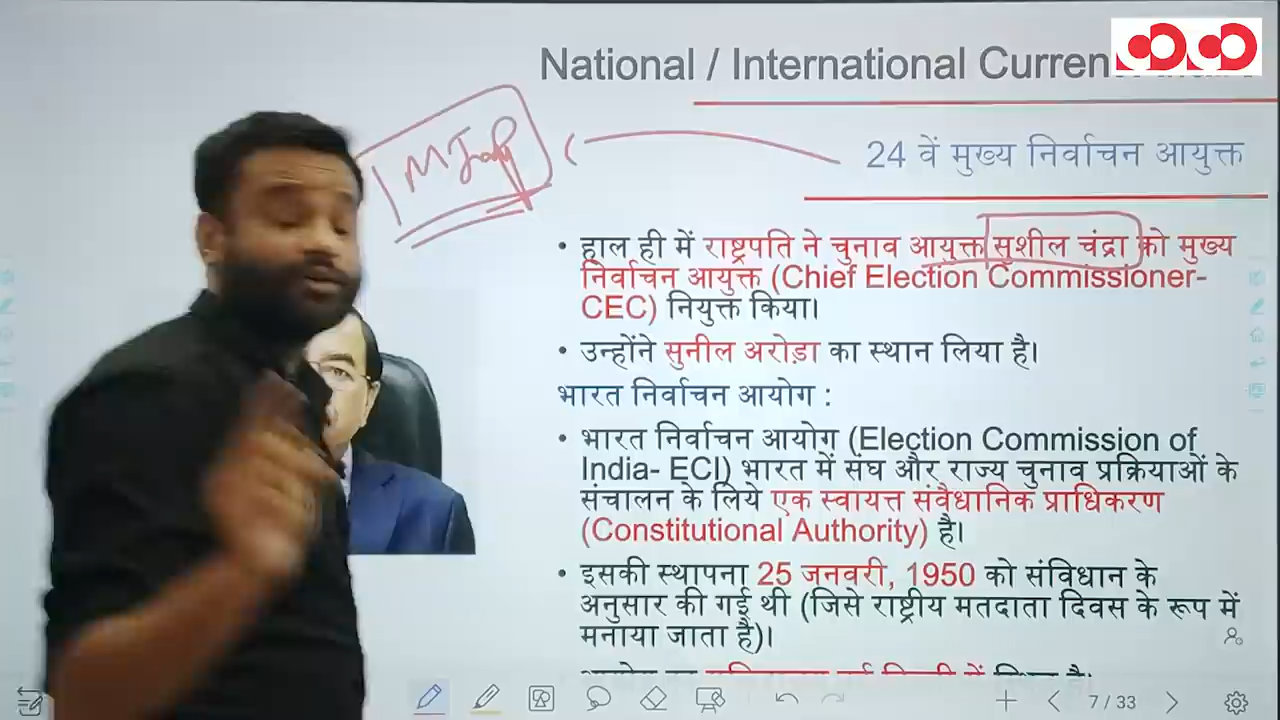 National / International Current
24 वें मुख्य निर्वाचन आयुक्त
• हाल ही में राष्ट्रपति ने चुनाव आयुक्त सुशील चंद्रा को मुख्य
निर्वाचन आयुक्त (Chief Election Commissioner-
CEC) नियुक्त किया।
• उन्होंने सुनील अरोड़ा का स्थान लिया है।
भारत निर्वाचन आयोग :
• भारत निर्वाचन आयोग (Election Commission of
India- ECI) भारत में संघ और राज्य चुनाव प्रक्रियाओं के
संचालन के लिये एक स्वायत्त संवैधानिक प्राधिकरण
(Constitutional Authority) है।
• इसकी स्थापना 25 जनवरी, 1950 को संविधान के
अनुसार की गई थी (जिसे राष्ट्रीय मतदाता दिवस के रूप में
मनाया जाता है)।
7 / 33